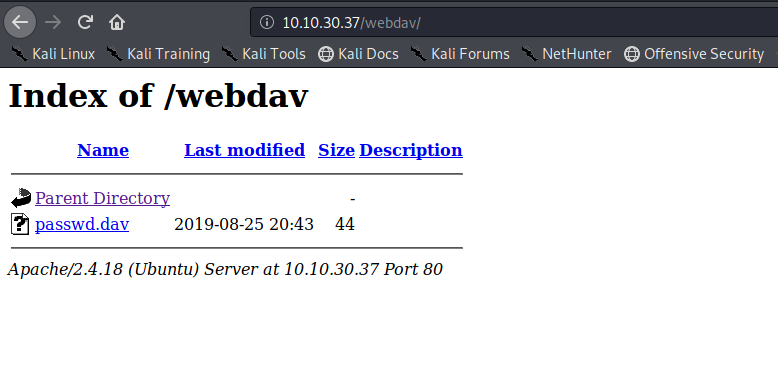 10.10.30.37/webdav/
Kali Linux Kali Training Kali Tools Kali Docs Kali Forums NetHunter Offensive Security
Index of /webdav
Name Last modified Size Description
Parent Directory -
passwd.dav 2019-08-25 20:43 44
Apache/2.4.18 (Ubuntu) Server at 10.10.30.37 Port 80